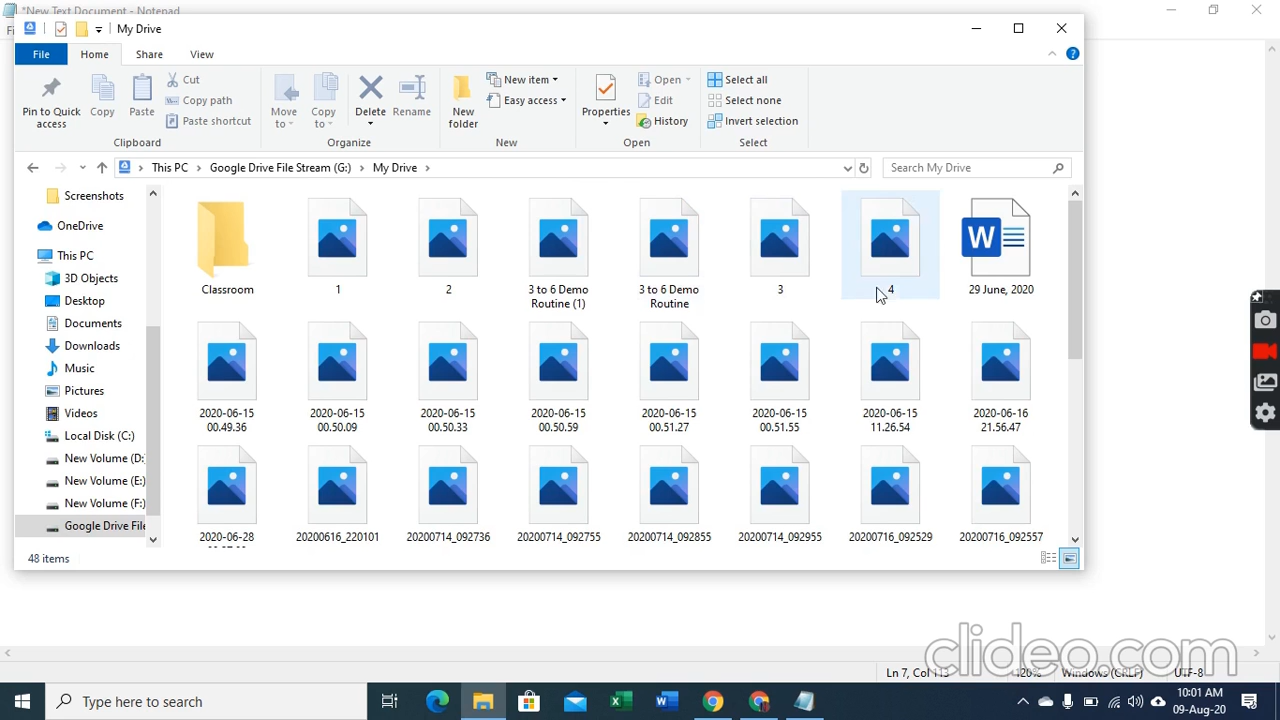 *New Text Document - Notepad
My Drive
File
Home
Share
View
Pin to Quick
access
Copy
Paste
Cut
Copy path
Paste shortcut
Clipboard
Move
to
Copy
to
Delete
Rename
Organize
New
folder
New item
Easy access
New
Properties
Open
Edit
History
Open
Select all
Select none
Invert selection
Select
This PC > Google Drive File Stream (G:) > My Drive >
Search My Drive
Screenshots
OneDrive
This PC
3D Objects
Desktop
Documents
Downloads
Music
Pictures
Videos
Local Disk (C:)
New Volume (D:
New Volume (E:)
New Volume (F:)
Google Drive File
Classroom
1
2
3 to 6 Demo
Routine (1)
3 to 6 Demo
Routine
3
4
29 June, 2020
2020-06-15
00.49.36
2020-06-15
00.50.09
2020-06-15
00.50.33
2020-06-15
00.50.59
2020-06-15
00.51.27
2020-06-15
00.51.55
2020-06-15
11.26.54
2020-06-16
21.56.47
2020-06-28
20200616_220101
20200714_092736
20200714_092755
20200714_092855
20200714_092955
20200716_092529
20200716_092557
48 items
clideo.com
Ln 7, Col 113
120%
Windows (CRLF)
UTF-8
Type here to search
10:01 AM
09-Aug-20